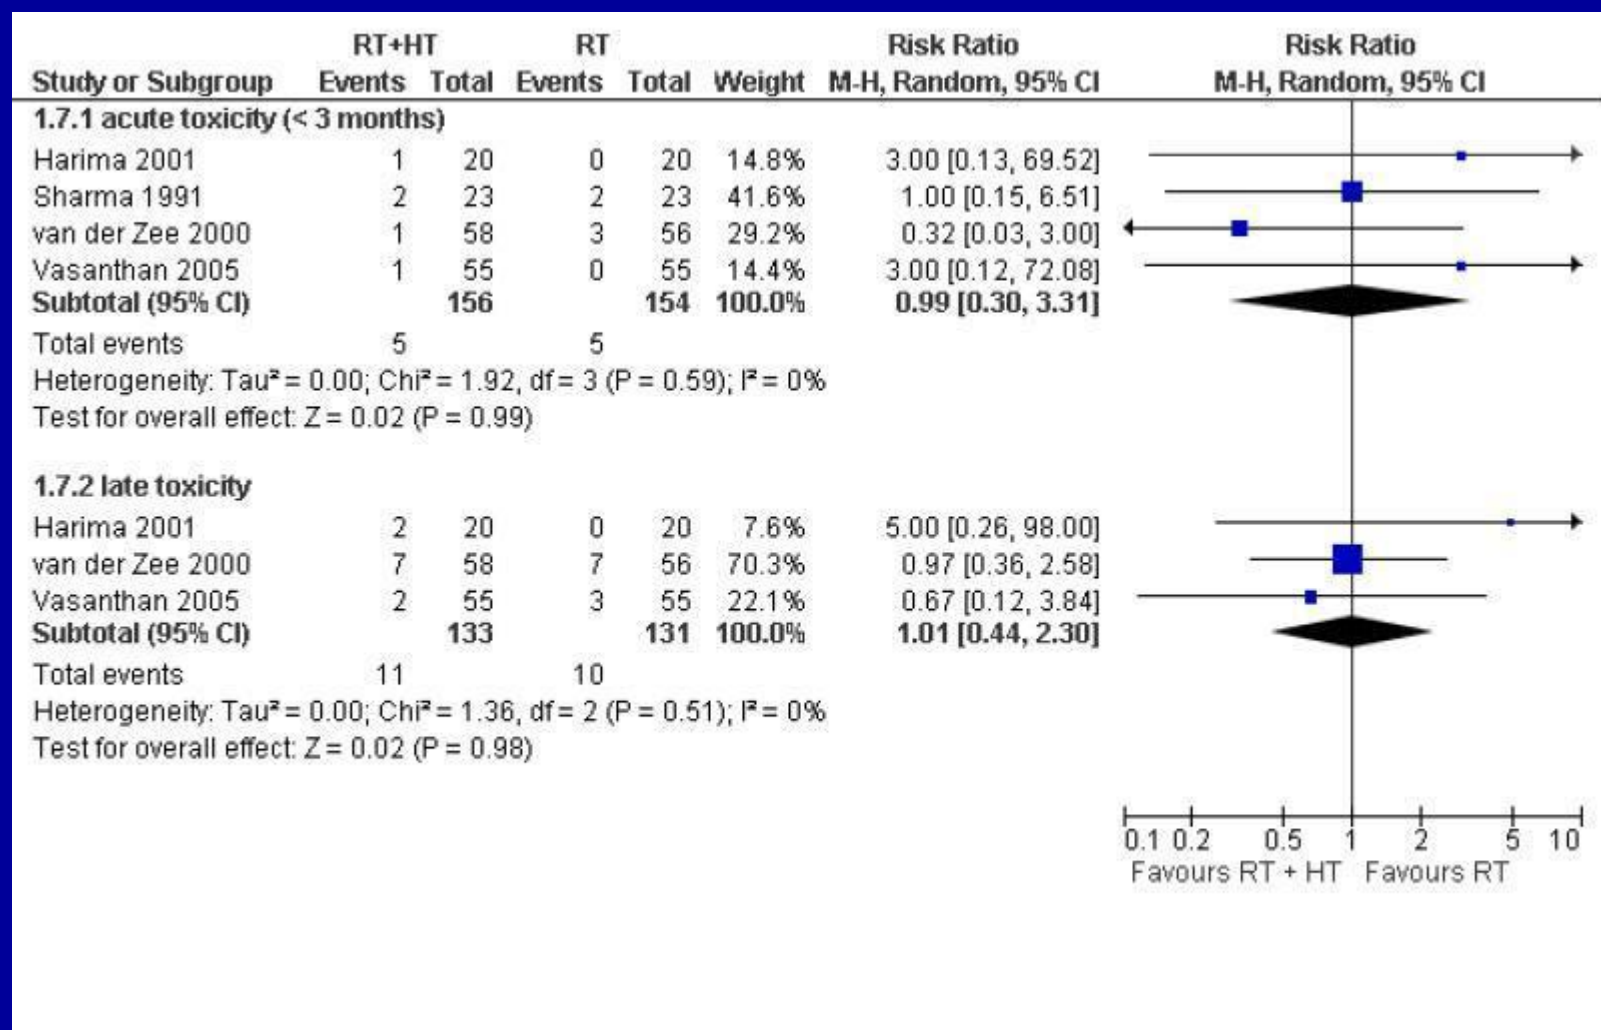 RT+HT RT Risk Ratio Risk Ratio
Study or Subgroup Events Total Events Total Weight M-H, Random, 95% CI M-H, Random, 95% CI
1.7.1 acute toxicity (< 3 months)
Harima 2001 1 20 0 20 14.8% 3.00 [0.13, 69.52]
Sharma 1991 2 23 2 23 41.6% 1.00 [0.15, 6.51]
van der Zee 2000 1 58 3 56 29.2% 0.32 [0.03, 3.00]
Vasanthan 2005 1 55 0 55 14.4% 3.00 [0.12, 72.08]
Subtotal (95% CI) 156 154 100.0% 0.99 [0.30, 3.31]
Total events 5 5
Heterogeneity: Tau² = 0.00; Chi² = 1.92, df = 3 (P = 0.59); I² = 0%
Test for overall effect: Z = 0.02 (P = 0.99)
1.7.2 late toxicity
Harima 2001 2 20 0 20 7.6% 5.00 [0.26, 98.00]
van der Zee 2000 7 58 7 56 70.3% 0.97 [0.36, 2.58]
Vasanthan 2005 2 55 3 55 22.1% 0.67 [0.12, 3.84]
Subtotal (95% CI) 133 131 100.0% 1.01 [0.44, 2.30]
Total events 11 10
Heterogeneity: Tau² = 0.00; Chi² = 1.36, df = 2 (P = 0.51); I² = 0%
Test for overall effect: Z = 0.02 (P = 0.98)
0.1 0.2 0.5 1 2 5 10
Favours RT + HT Favours RT